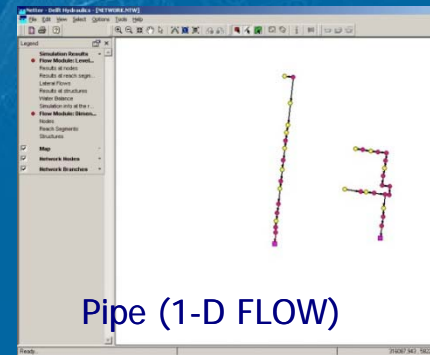 Netter - Delft Hydraulics - [NETWORK.NTW]
File Edit View Select Options Tools Help
Legend
Simulation Results
Flow Module: Level...
Results at nodes
Results at reach segm...
Lateral Flows
Results at structures
Water Balance
Simulation info at the r...
Flow Module: Simen...
Nodes
Reach Segments
Structures
Map
Network Nodes
Network Branches
Pipe (1-D FLOW)
Ready...